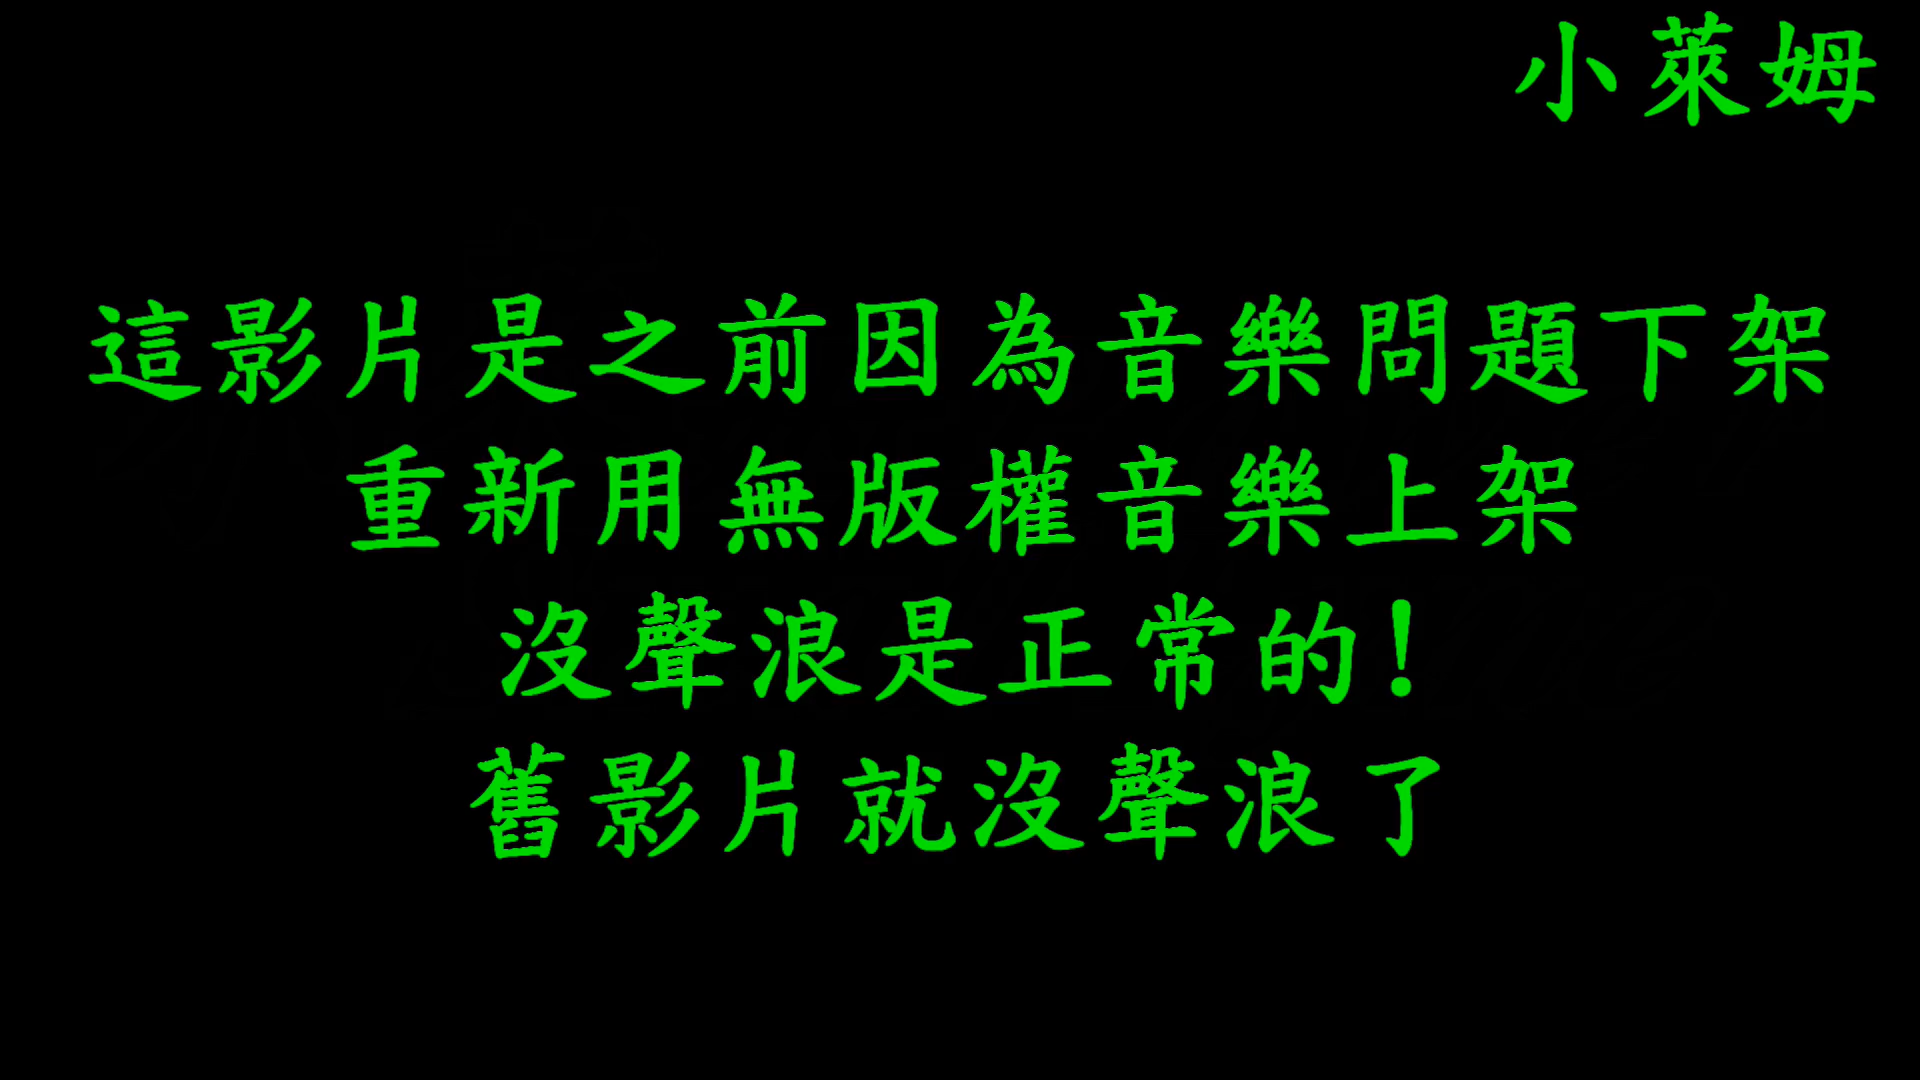 小萊姆
這影片是之前因為音樂問題下架
重新用無版權音樂上架
沒聲浪是正常的!
舊影片就沒聲浪了